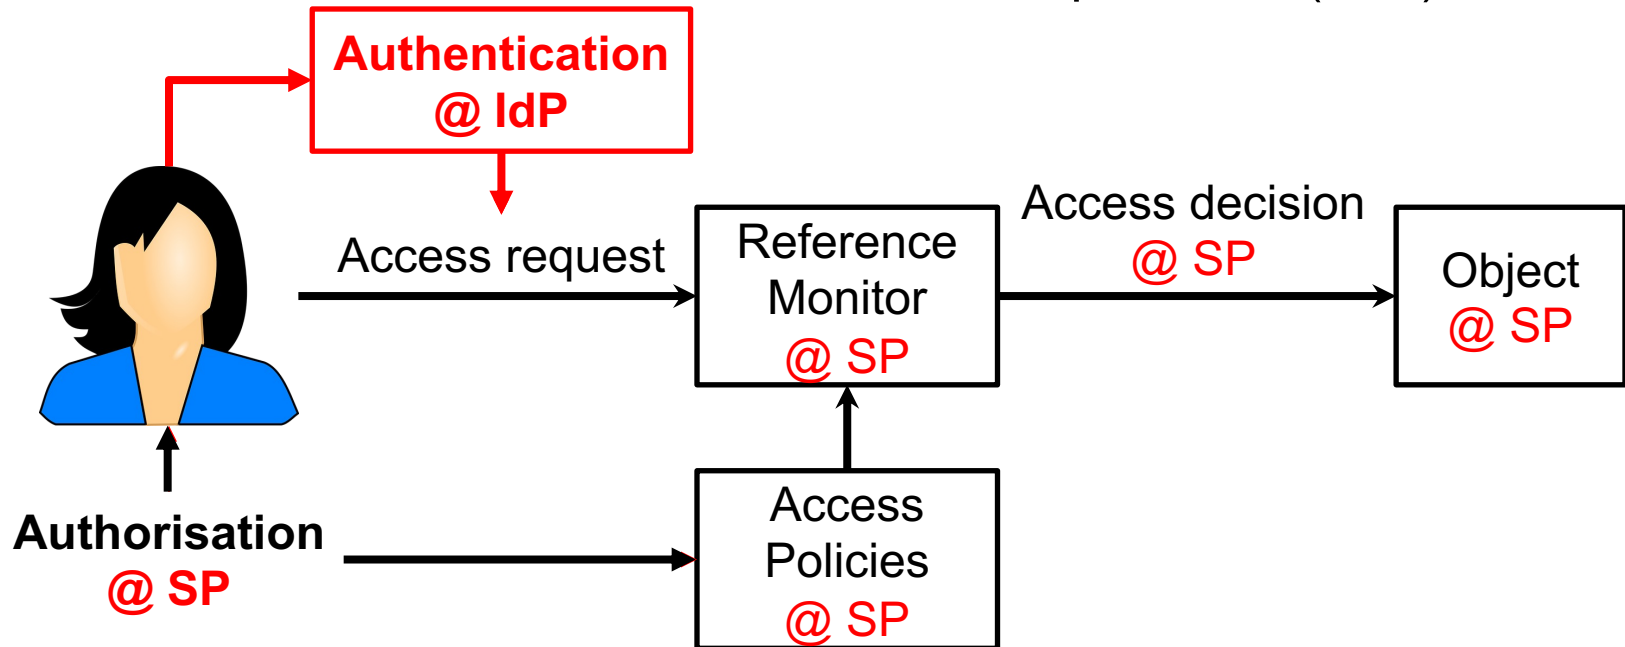 Authentication
@ IdP
Access request
Reference
Monitor
@ SP
Access decision
@ SP
Object
@ SP
Authorisation
@ SP
Access
Policies
@ SP